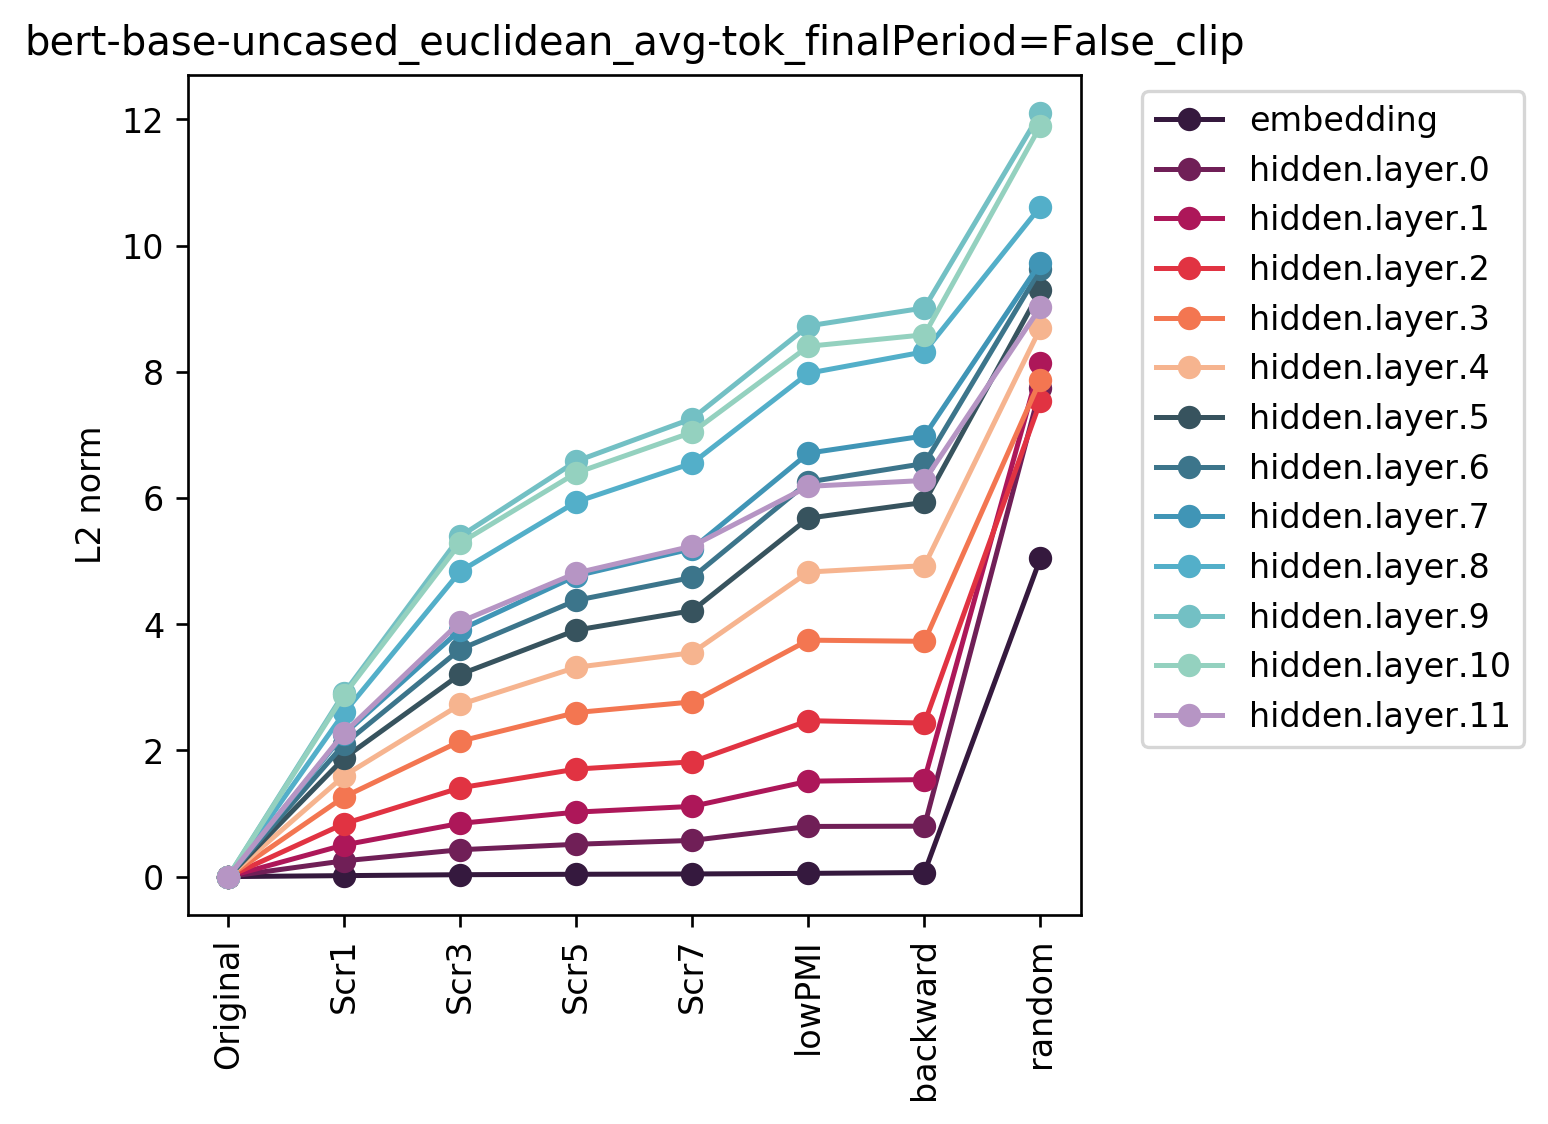 bert-base-uncased_euclidean_avg-tok_finalPeriod=False_clip
12
10
8
6
4
2
0
L2 norm
Original
Scr1
Scr3
Scr5
Scr7
lowPMI
backward
random
embedding
hidden.layer.0
hidden.layer.1
hidden.layer.2
hidden.layer.3
hidden.layer.4
hidden.layer.5
hidden.layer.6
hidden.layer.7
hidden.layer.8
hidden.layer.9
hidden.layer.10
hidden.layer.11